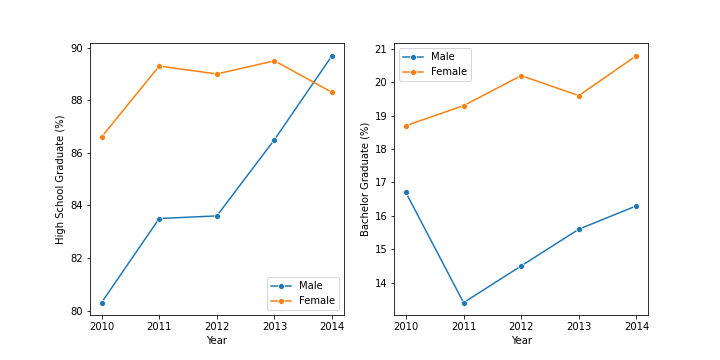 High School Graduate (%)
90
88
86
84
82
80
Male
Female
2010 2011 2012 2013 2014
Year
Bachelor Graduate (%)
21
20
19
18
17
16
15
14
Male
Female
2010 2011 2012 2013 2014
Year